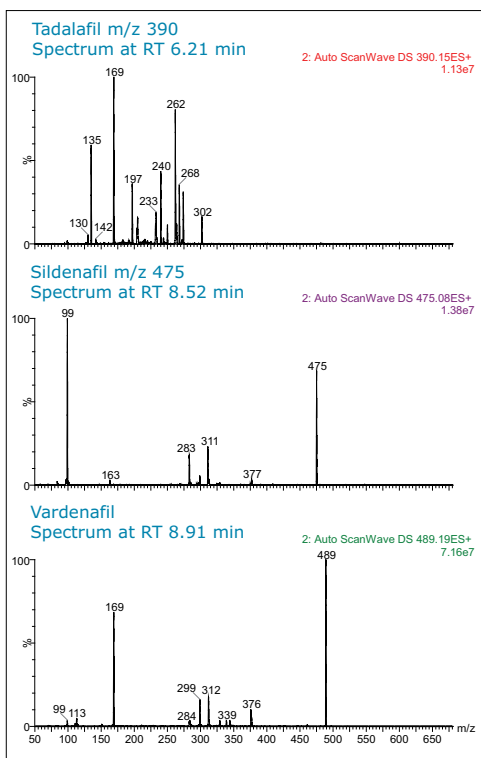 Tadalafil m/z 390
Spectrum at RT 6.21 min
2: Auto ScanWave DS 390.15ES+
1.13e7
100
169
262
135
%
240
197
268
233
130
142
302
0
Sildenafil m/z 475
Spectrum at RT 8.52 min
2: Auto ScanWave DS 475.08ES+
1.38e7
100
99
475
%
311
283
163
377
0
Vardenafil
Spectrum at RT 8.91 min
2: Auto ScanWave DS 489.19ES+
7.16e7
100
489
169
%
299
312
376
99
113
284
339
0
m/z
50 100 150 200 250 300 350 400 450 500 550 600 650